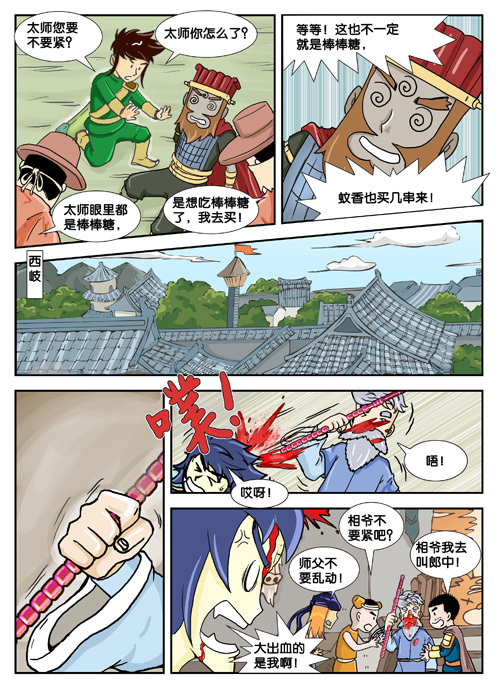 太师您要
不要紧？
太师你怎么了？
太师眼里都
是棒棒糖，
是想吃棒棒糖
了，我去买！
等等！这也不一定
就是棒棒糖，
蚊香也买几串来！
西岐
噗！
哎呀！
唔！
相爷不
要紧吧？
师父不
要乱动！
相爷我去
叫郎中！
大出血的
是我啊！